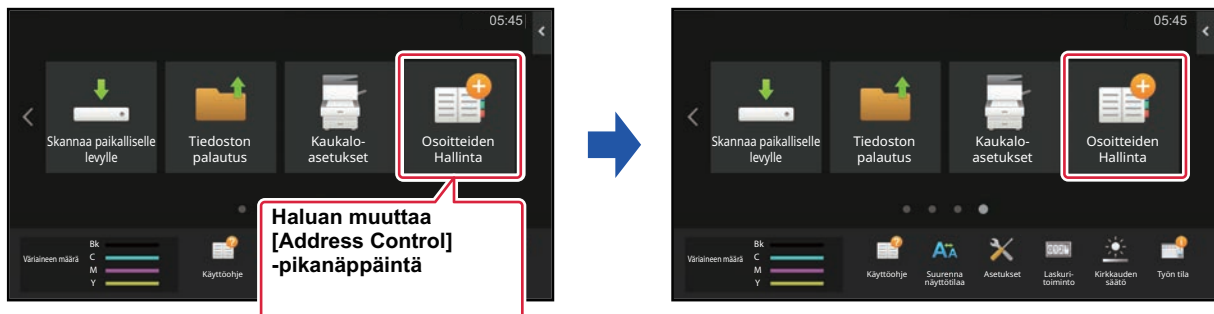 05:45
Skannaa paikalliselle
levylle
Tiedoston
palautus
Kaukalo-
asetukset
Osoitteiden
Hallinta
Haluan muuttaa
[Address Control]
-pikanäppäintä
Väriaineen määrä
Bk
C
M
Y
Käyttöohje
05:45
Skannaa paikalliselle
levylle
Tiedoston
palautus
Kaukalo-
asetukset
Osoitteiden
Hallinta
Väriaineen määrä
Bk
C
M
Y
Käyttöohje
Suurenna
näyttötilaa
Asetukset
Laskuri-
toiminto
Kirkkauden
säätö
Työn tila